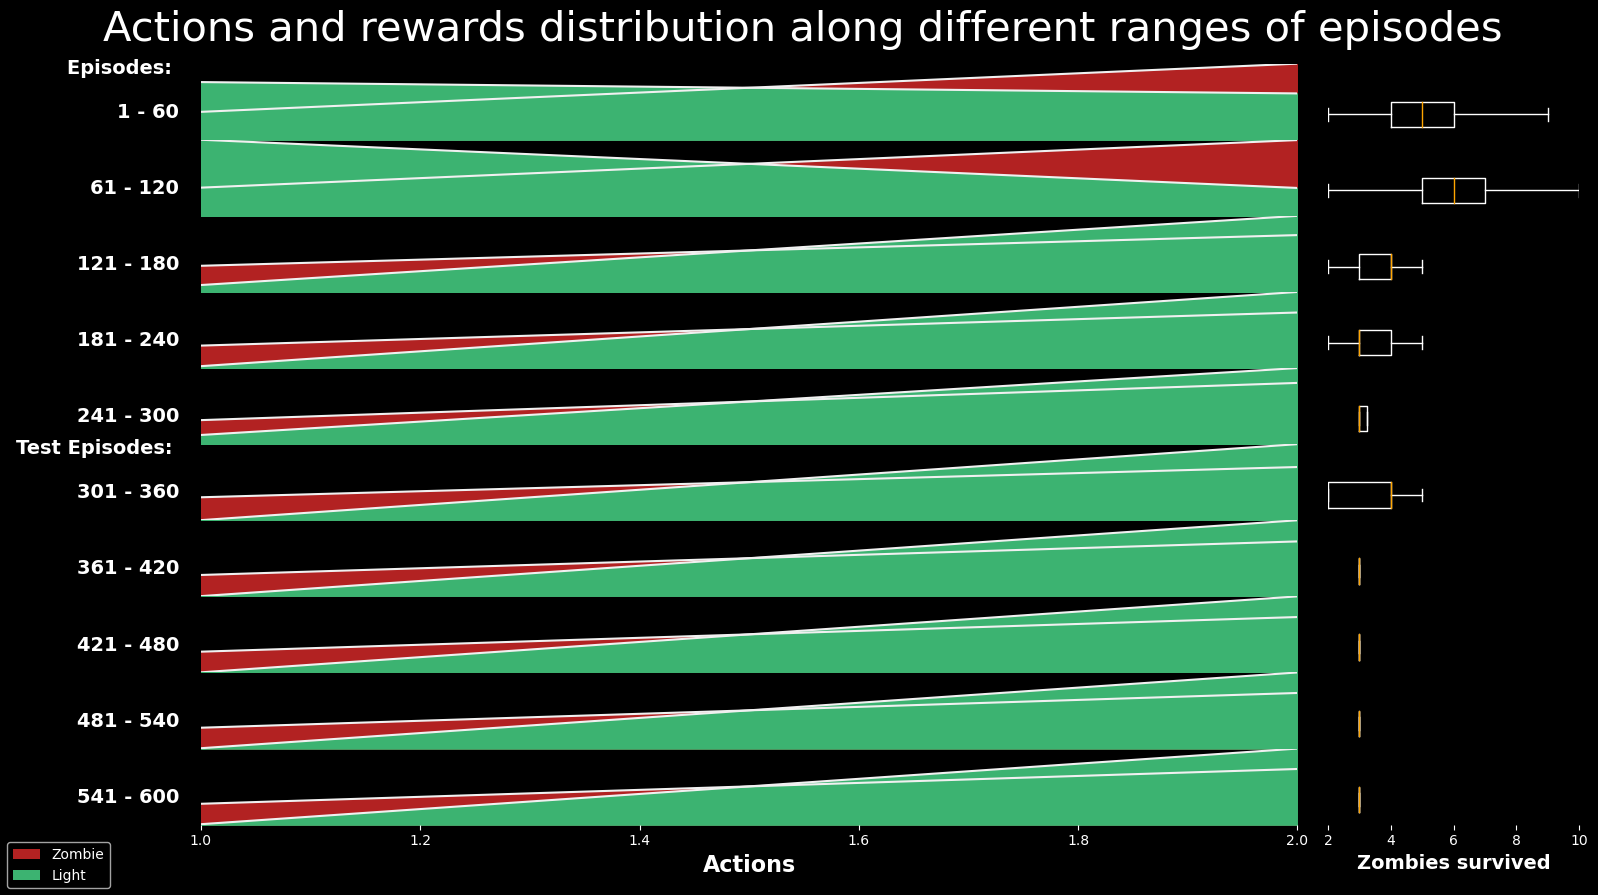 Actions and rewards distribution along different ranges of episodes
Episodes:
1 - 60
61 - 120
121 - 180
181 - 240
241 - 300
Test Episodes:
301 - 360
361 - 420
421 - 480
481 - 540
541 - 600
1.0 1.2 1.4 1.6 1.8 2.0
2 4 6 8 10
Actions
Zombies survived
Zombie
Light